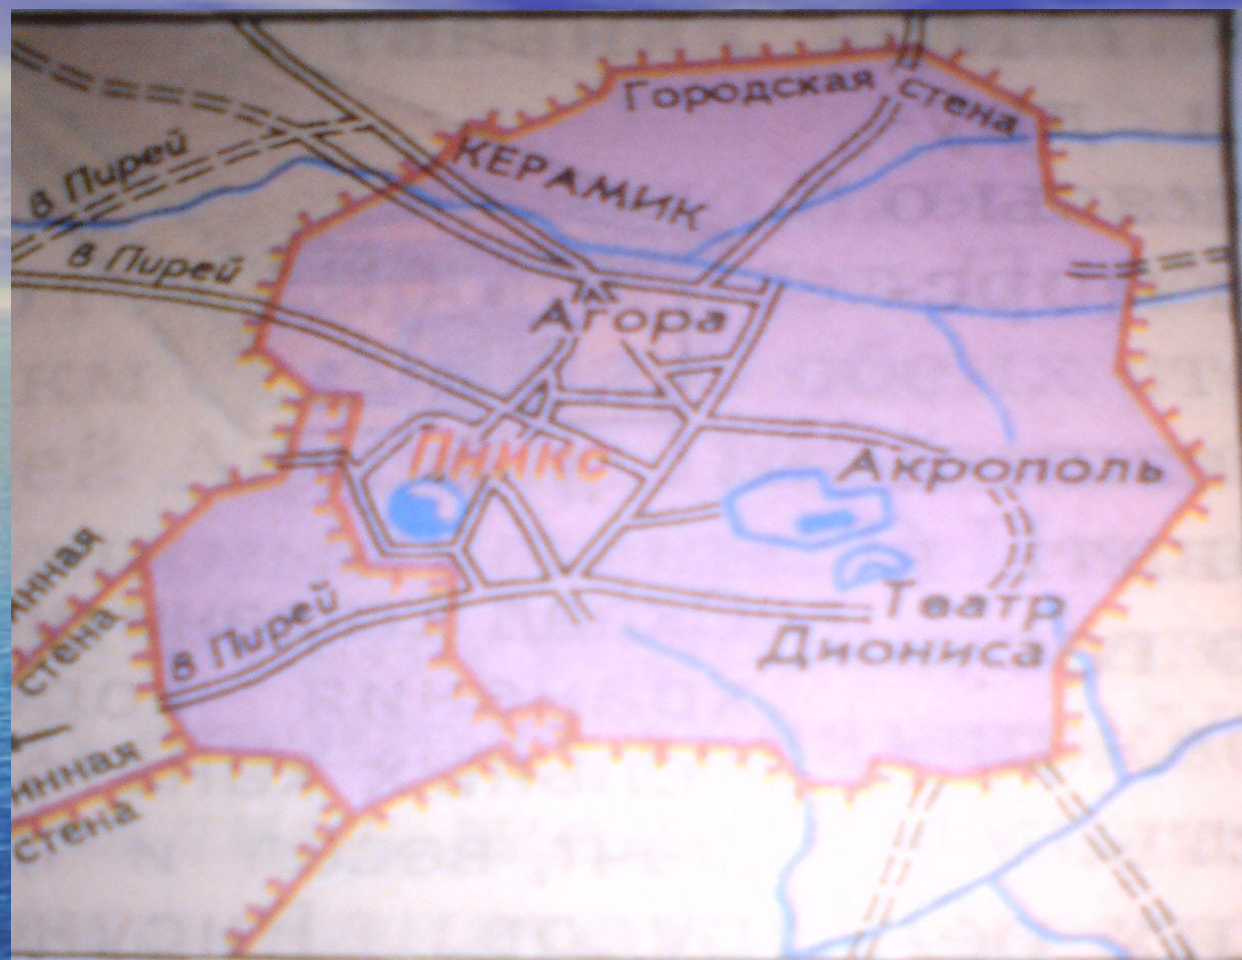 Городская стена
КЕРАМИК
в Пирей
в Пирей
Агора
Пникс
Акрополь
стена
в Пирей
Театр
Диониса
стена